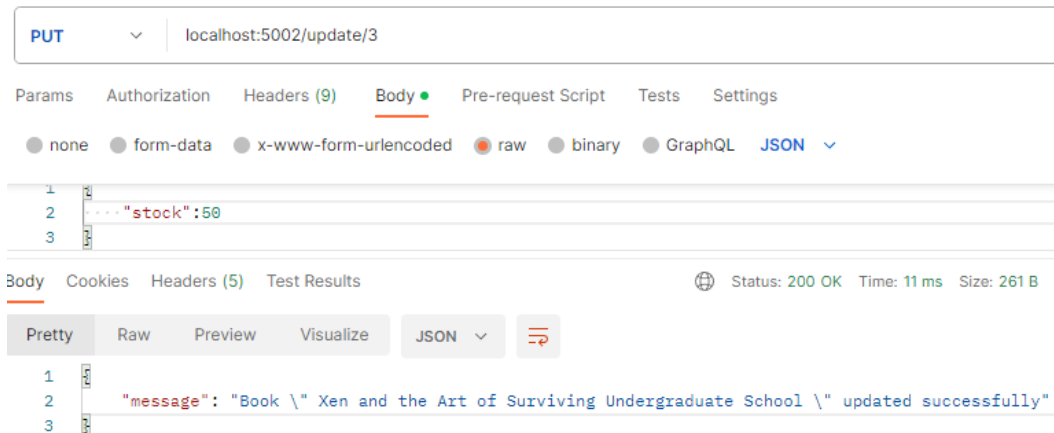 PUT localhost:5002/update/3
Params Authorization Headers (9) Body Pre-request Script Tests Settings
none form-data x-www-form-urlencoded raw binary GraphQL JSON
1 {
2 "stock":50
3 }
Body Cookies Headers (5) Test Results Status: 200 OK Time: 11 ms Size: 261 B
Pretty Raw Preview Visualize JSON
1 {
2 "message": "Book \" Xen and the Art of Surviving Undergraduate School \" updated successfully"
3 }